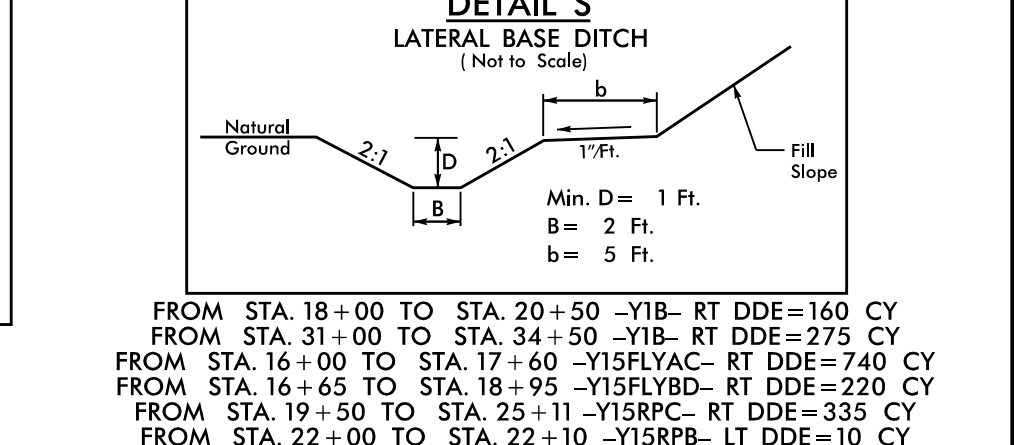 DETAIL S
LATERAL BASE DITCH
( Not to Scale)
b
Natural
Ground
2:1
D
2:1
1"/Ft.
Fill
Slope
B
Min. D= 1 Ft.
B= 2 Ft.
b= 5 Ft.
FROM STA. 18+00 TO STA. 20+50 -Y1B- RT DDE=160 CY
FROM STA. 31+00 TO STA. 34+50 -Y1B- RT DDE=275 CY
FROM STA. 16+00 TO STA. 17+60 -Y15FLYAC- RT DDE=740 CY
FROM STA. 16+65 TO STA. 18+95 -Y15FLYBD- RT DDE=220 CY
FROM STA. 19+50 TO STA. 25+11 -Y15RPC- RT DDE=335 CY
FROM STA. 22+00 TO STA. 22+10 -Y15RPB- LT DDE=10 CY